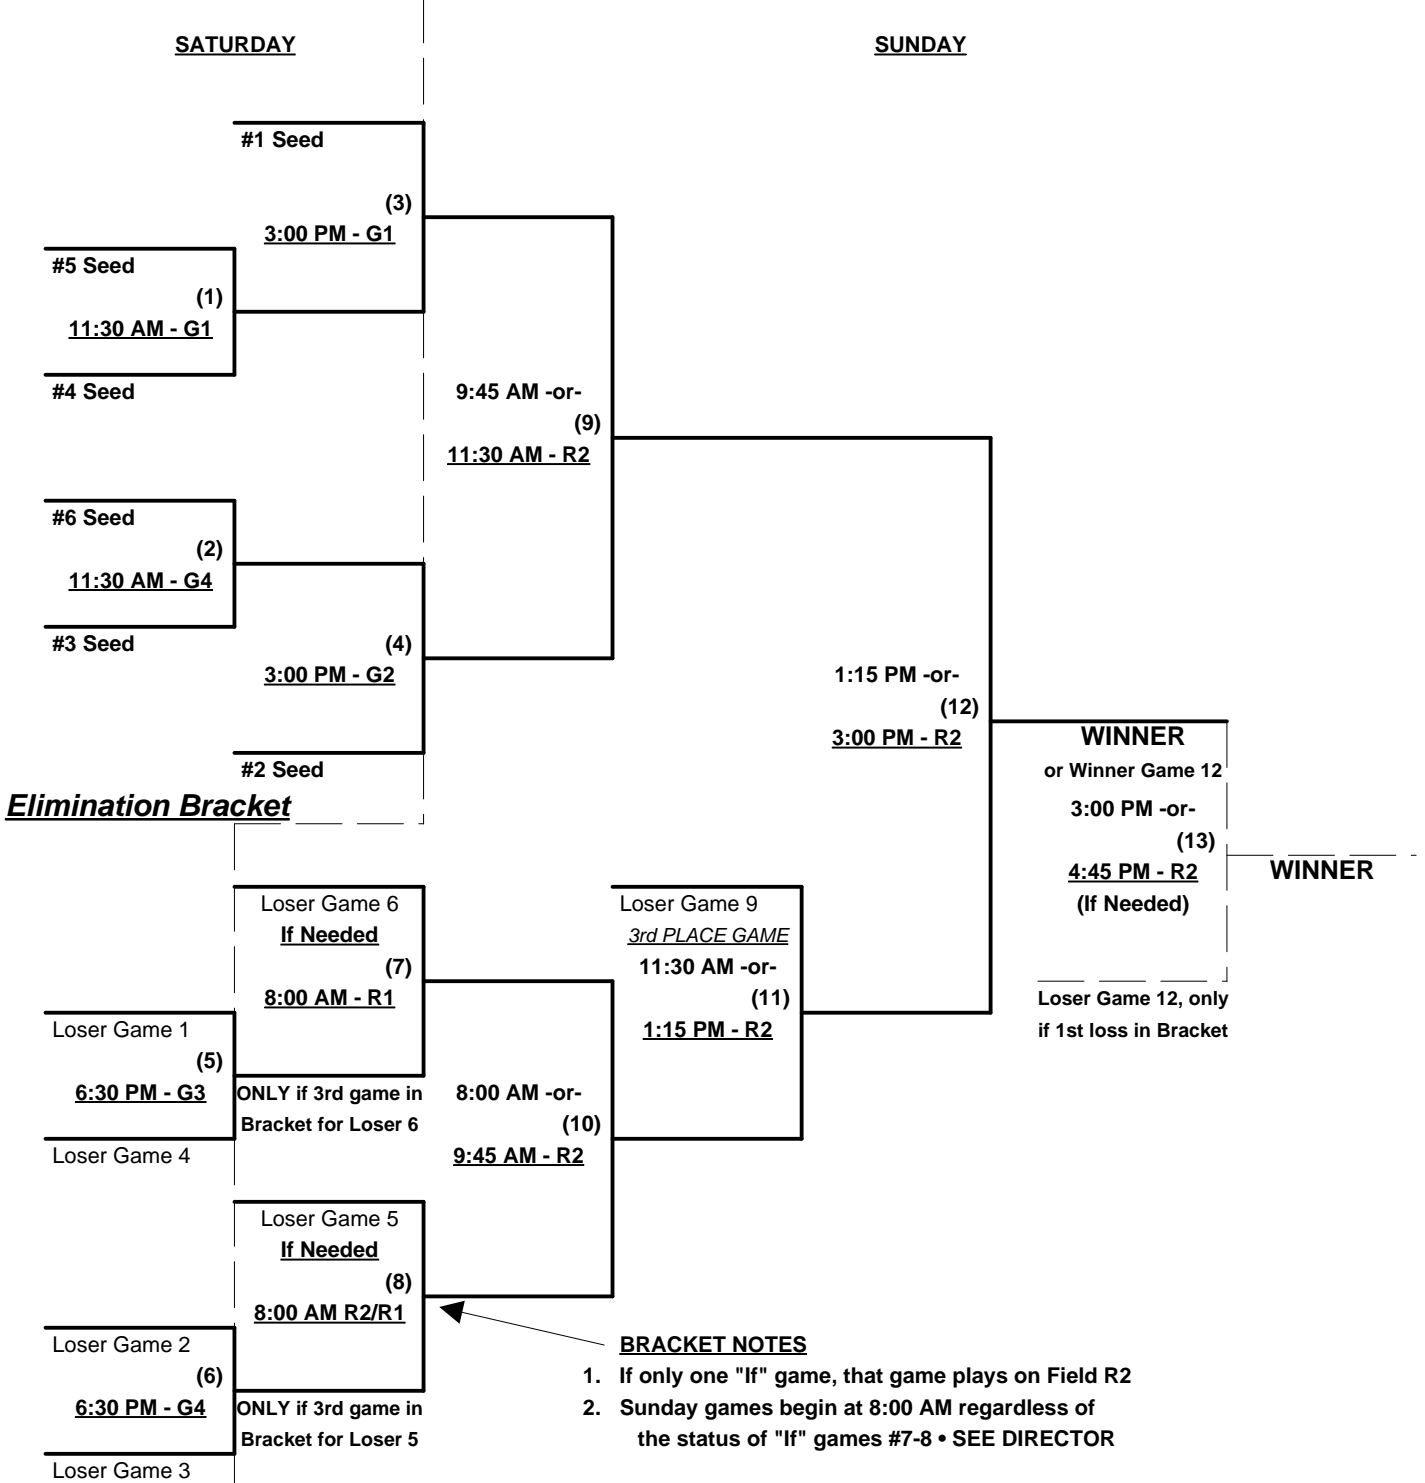 SATURDAY
SUNDAY
#1 Seed
(3)
3:00 PM - G1
#5 Seed
(1)
11:30 AM - G1
#4 Seed
9:45 AM -or-
(9)
11:30 AM - R2
#6 Seed
(2)
11:30 AM - G4
#3 Seed
(4)
3:00 PM - G2
#2 Seed
1:15 PM -or-
(12)
3:00 PM - R2
WINNER
or Winner Game 12
3:00 PM -or-
(13)
4:45 PM - R2
(If Needed)
WINNER
Loser Game 12, only
if 1st loss in Bracket
Elimination Bracket
Loser Game 6
If Needed
(7)
8:00 AM - R1
Loser Game 1
(5)
6:30 PM - G3
Loser Game 4
ONLY if 3rd game in
Bracket for Loser 6
Loser Game 9
3rd PLACE GAME
11:30 AM -or-
(11)
1:15 PM - R2
8:00 AM -or-
(10)
9:45 AM - R2
Loser Game 5
If Needed
(8)
8:00 AM R2/R1
Loser Game 2
(6)
6:30 PM - G4
Loser Game 3
ONLY if 3rd game in
Bracket for Loser 5
BRACKET NOTES
1. If only one "If" game, that game plays on Field R2
2. Sunday games begin at 8:00 AM regardless of
the status of "If" games #7-8 • SEE DIRECTOR